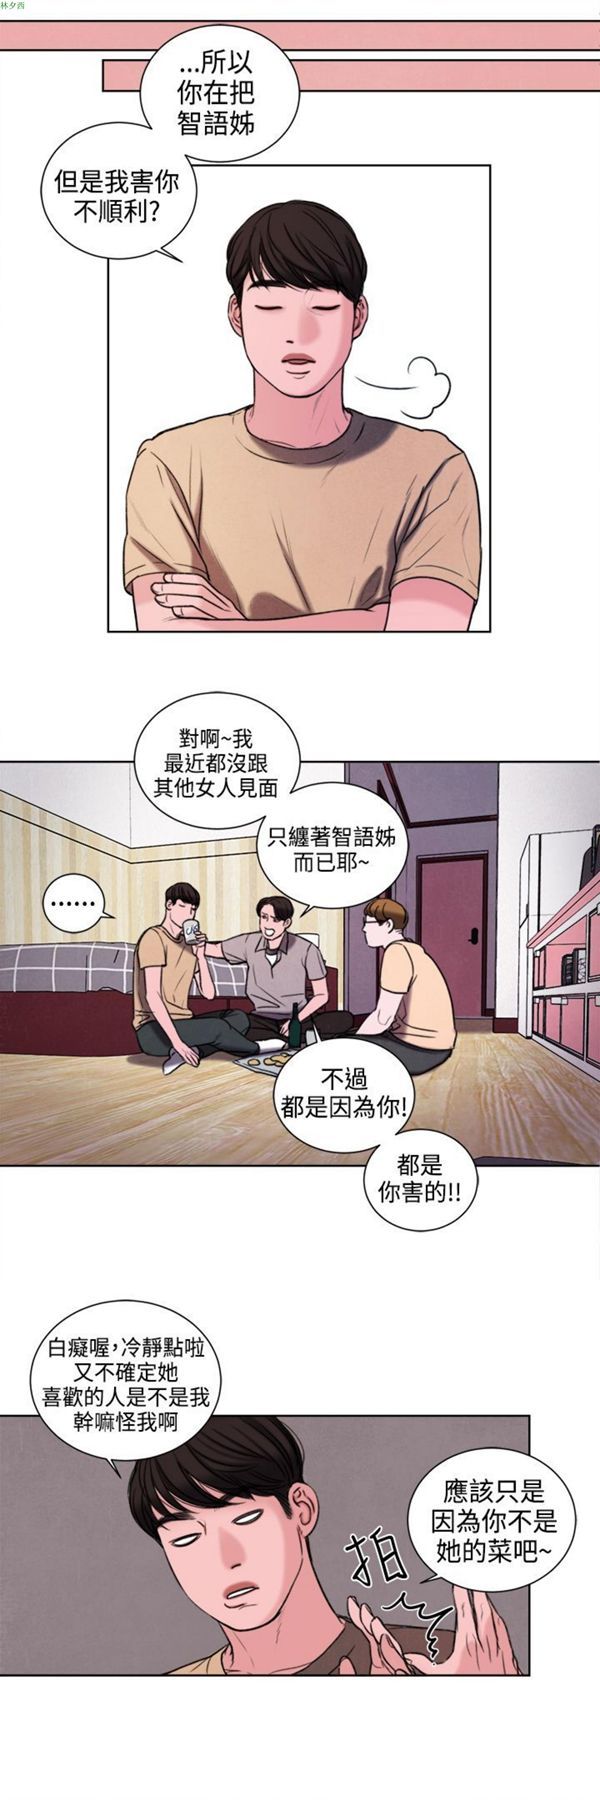 林夕西
…所以
你在把
智語姊
但是我害你
不順利?
對啊~我
最近都沒跟
其他女人見面
只纏著智語姊
而已耶~
……
不過
都是因為你!
都是
你害的!!
白癡喔,冷靜點啦
又不確定她
喜歡的人是不是我
幹嘛怪我啊
應該只是
因為你不是
她的菜吧~
拍